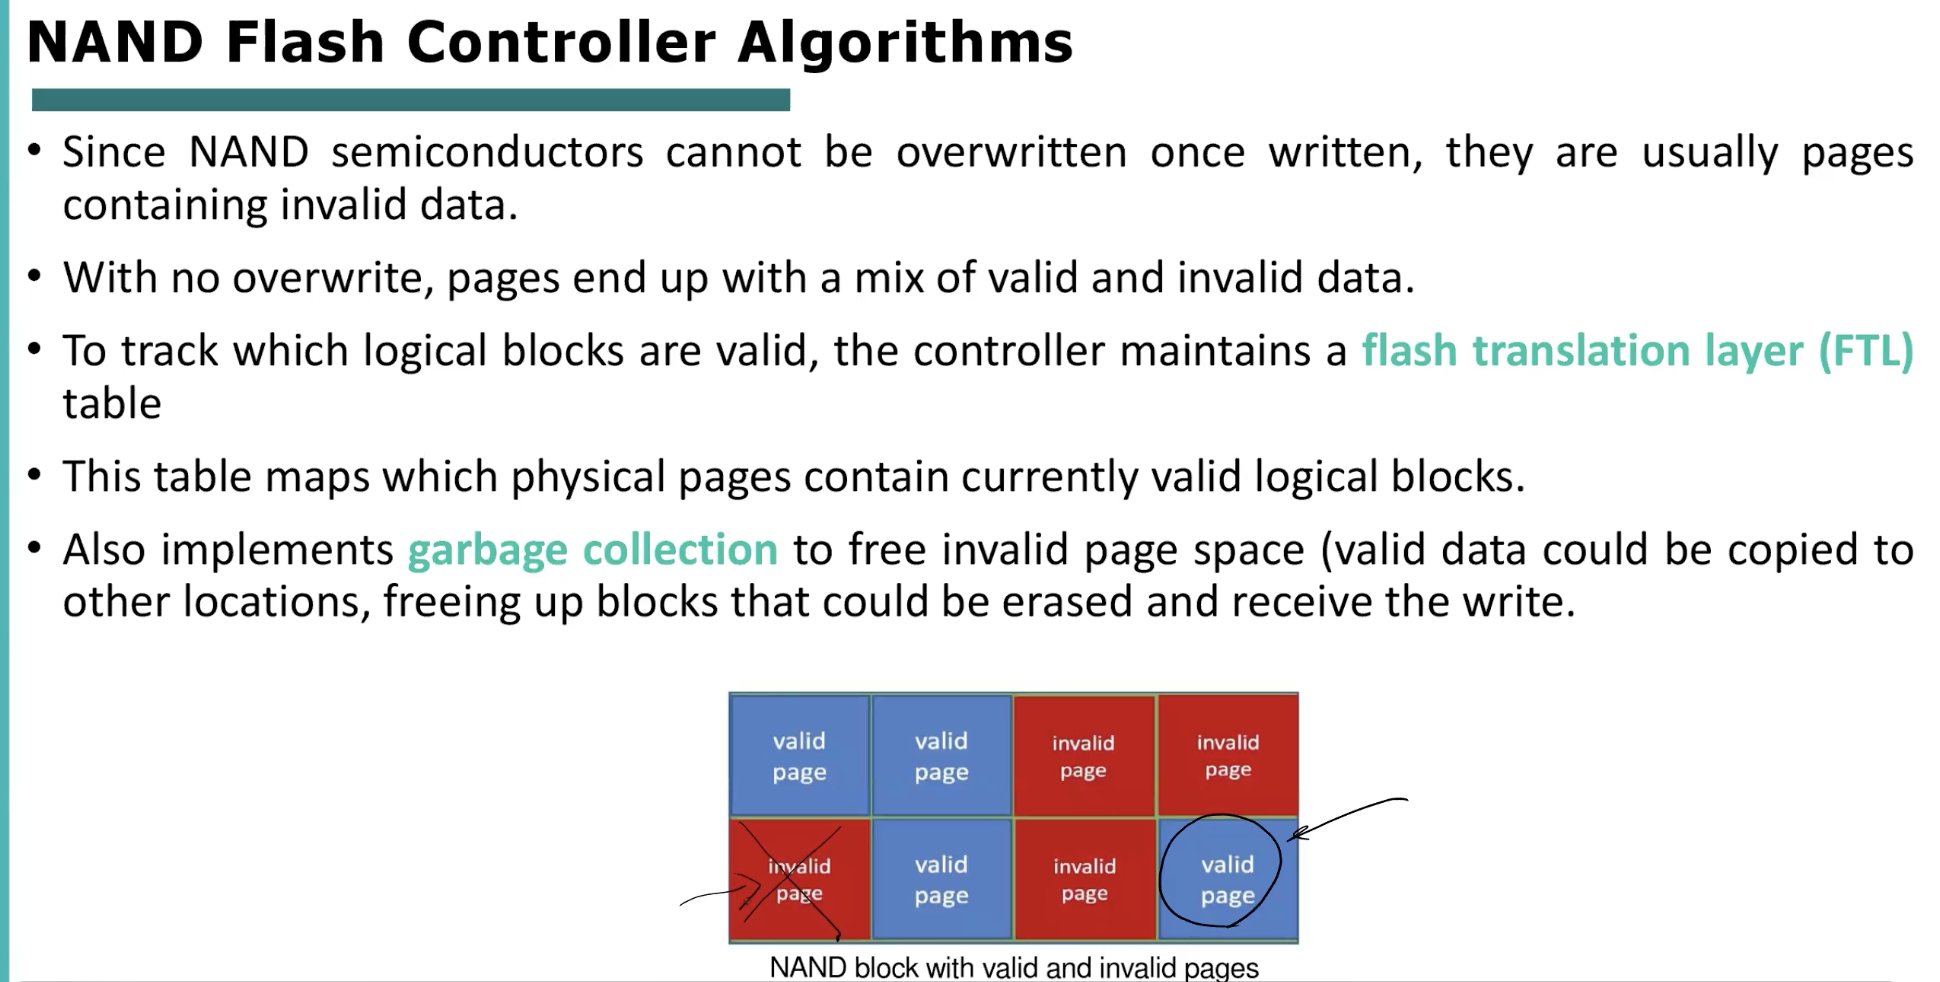 NAND Flash Controller Algorithms
• Since NAND semiconductors cannot be overwritten once written, they are usually pages
containing invalid data.
• With no overwrite, pages end up with a mix of valid and invalid data.
• To track which logical blocks are valid, the controller maintains a flash translation layer (FTL)
table
• This table maps which physical pages contain currently valid logical blocks.
• Also implements garbage collection to free invalid page space (valid data could be copied to
other locations, freeing up blocks that could be erased and receive the write.
valid
page
valid
page
invalid
page
invalid
page
invalid
page
valid
page
invalid
page
valid
page
NAND block with valid and invalid pages